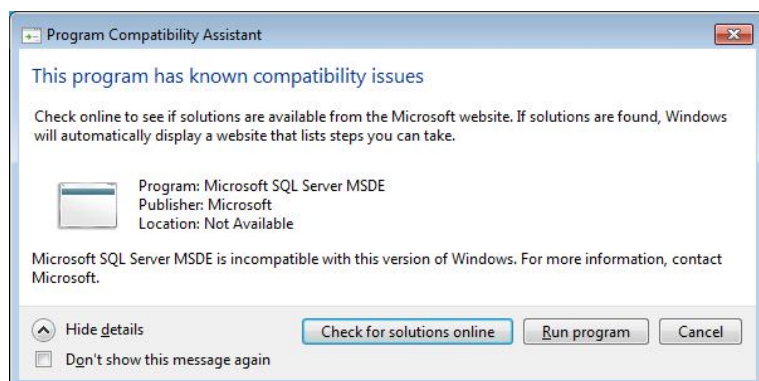 Program Compatibility Assistant
This program has known compatibility issues
Check online to see if solutions are available from the Microsoft website. If solutions are found, Windows
will automatically display a website that lists steps you can take.
Program: Microsoft SQL Server MSDE
Publisher: Microsoft
Location: Not Available
Microsoft SQL Server MSDE is incompatible with this version of Windows. For more information, contact
Microsoft.
Hide details
Check for solutions online
Run program
Cancel
Don't show this message again